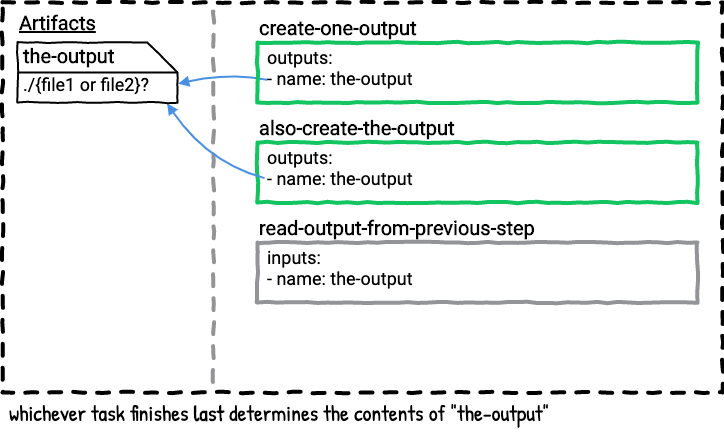 Artifacts
the-output
./{file1 or file2}?
create-one-output
outputs:
- name: the-output
also-create-the-output
outputs:
- name: the-output
read-output-from-previous-step
inputs:
- name: the-output
whichever task finishes last determines the contents of "the-output"